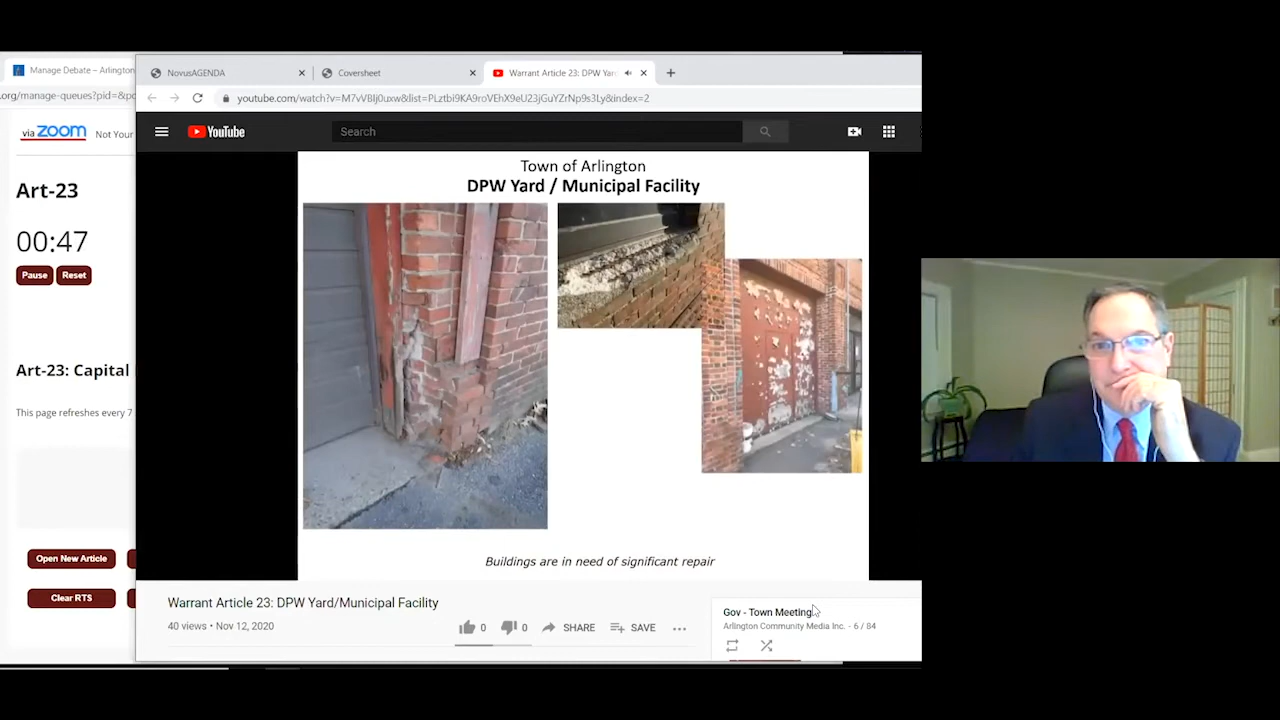 Manage Debate – Arlington
NovusAGENDA
Coversheet
Warrant Article 23: DPW Yar
.org/manage-queues?pid=&po
youtube.com/watch?v=M7vVBIj0uxw&list=PLztbi9KA9roVEhX9eU23jGuYZrNp9s3Ly&index=2
via zoom
Not Your
YouTube
Search
Town of Arlington
DPW Yard / Municipal Facility
Art-23
00:47
Pause
Reset
Art-23: Capital
This page refreshes every 7
Buildings are in need of significant repair
Open New Article
Clear RTS
Warrant Article 23: DPW Yard/Municipal Facility
40 views • Nov 12, 2020
0
0
SHARE
SAVE
Gov - Town Meetings
Arlington Community Media Inc. - 6 / 84